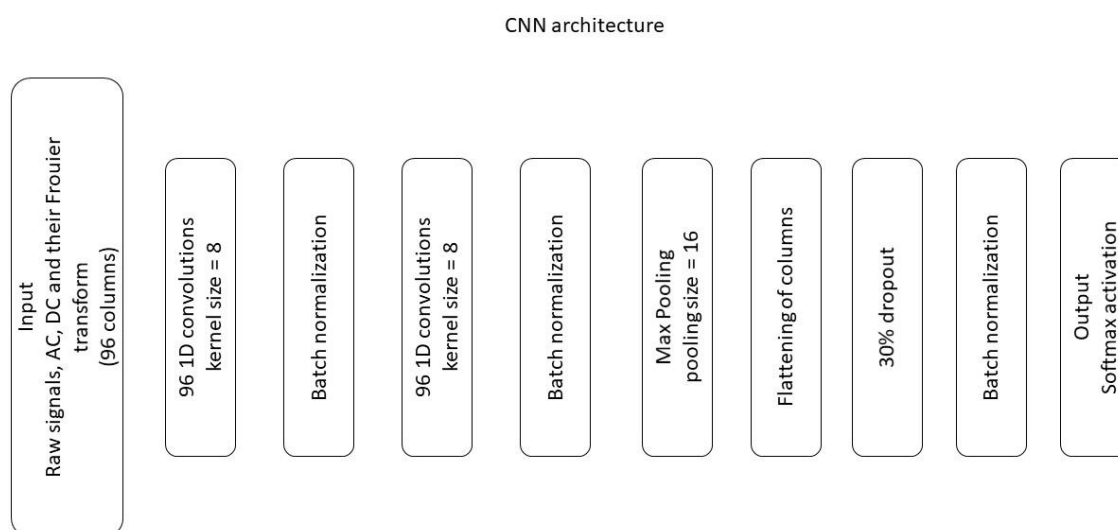 CNN architecture
Input
Raw signals, AC, DC and their Frouier
transform
(96 columns)
96 1D convolutions
kernel size = 8
Batch normalization
96 1D convolutions
kernel size = 8
Batch normalization
Max Pooling
pooling size = 16
Flattening of columns
30% dropout
Batch normalization
Output
Softmax activation